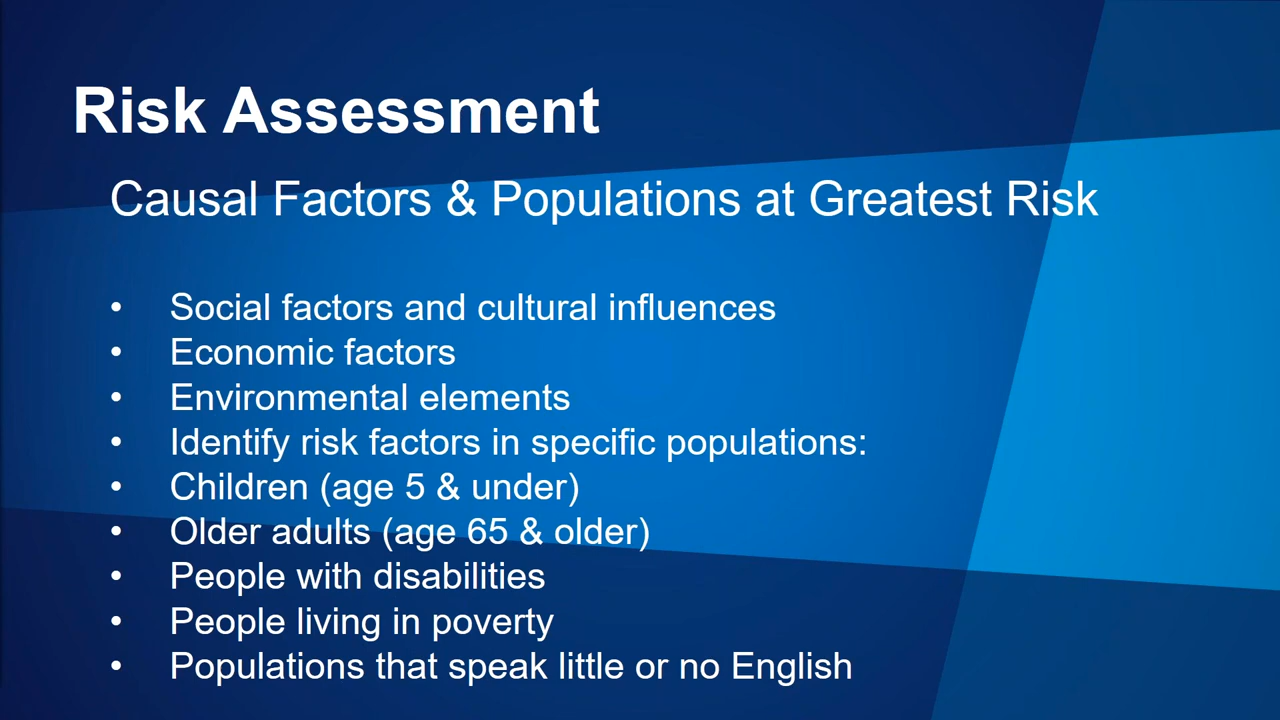 Risk Assessment
Causal Factors & Populations at Greatest Risk
• Social factors and cultural influences
• Economic factors
• Environmental elements
• Identify risk factors in specific populations:
• Children (age 5 & under)
• Older adults (age 65 & older)
• People with disabilities
• People living in poverty
• Populations that speak little or no English